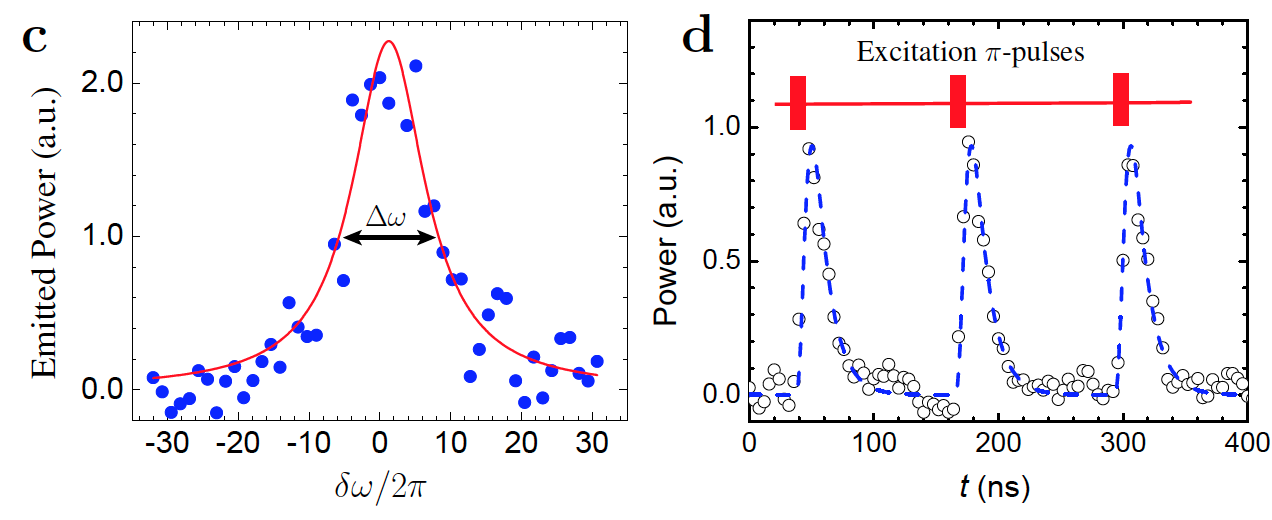 c
Emitted Power (a.u.)
2.0
1.0
0.0
Δω
-30 -20 -10 0 10 20 30
δω/2π
d
Excitation π-pulses
Power (a.u.)
1.0
0.5
0.0
0 100 200 300 400
t (ns)